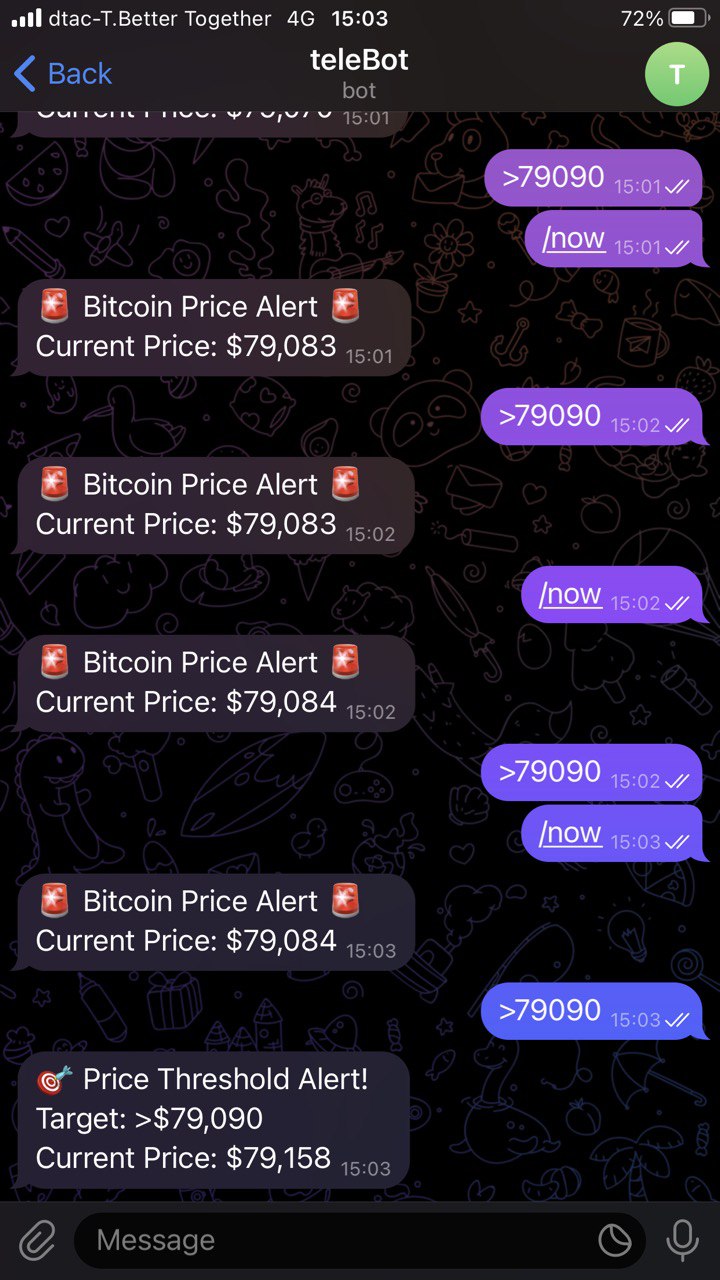 dtac-T.Better Together 4G 15:03 72%
Back
teleBot
bot
T
Current Price: $79,070 15:01
>79090 15:01
/now 15:01
🚨 Bitcoin Price Alert 🚨
Current Price: $79,083 15:01
>79090 15:02
🚨 Bitcoin Price Alert 🚨
Current Price: $79,083 15:02
/now 15:02
🚨 Bitcoin Price Alert 🚨
Current Price: $79,084 15:02
>79090 15:02
/now 15:03
🚨 Bitcoin Price Alert 🚨
Current Price: $79,084 15:03
>79090 15:03
🎯 Price Threshold Alert!
Target: >$79,090
Current Price: $79,158 15:03
Message